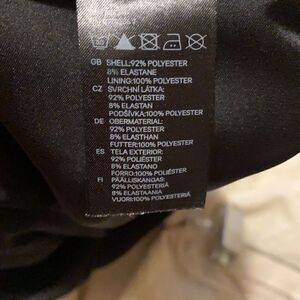 GB SHELL:92% POLYESTER
8% ELASTANE
LINING:100% POLYESTER
CZ SVRCHNÍ LÁTKA:
92% POLYESTER
8% ELASTAN
PODŠÍVKA:100% POLYESTER
DE OBERMATERIAL:
92% POLYESTER
8% ELASTHAN
FUTTER:100% POLYESTER
ES TELA EXTERIOR:
92% POLIÉSTER
8% ELASTANO
FORRO:100% POLIÉSTER
FI PÄÄLLISKANGAS:
92% POLYESTERIÄ
8% ELASTAANIA
VUORI:100% POLYESTERIÄ